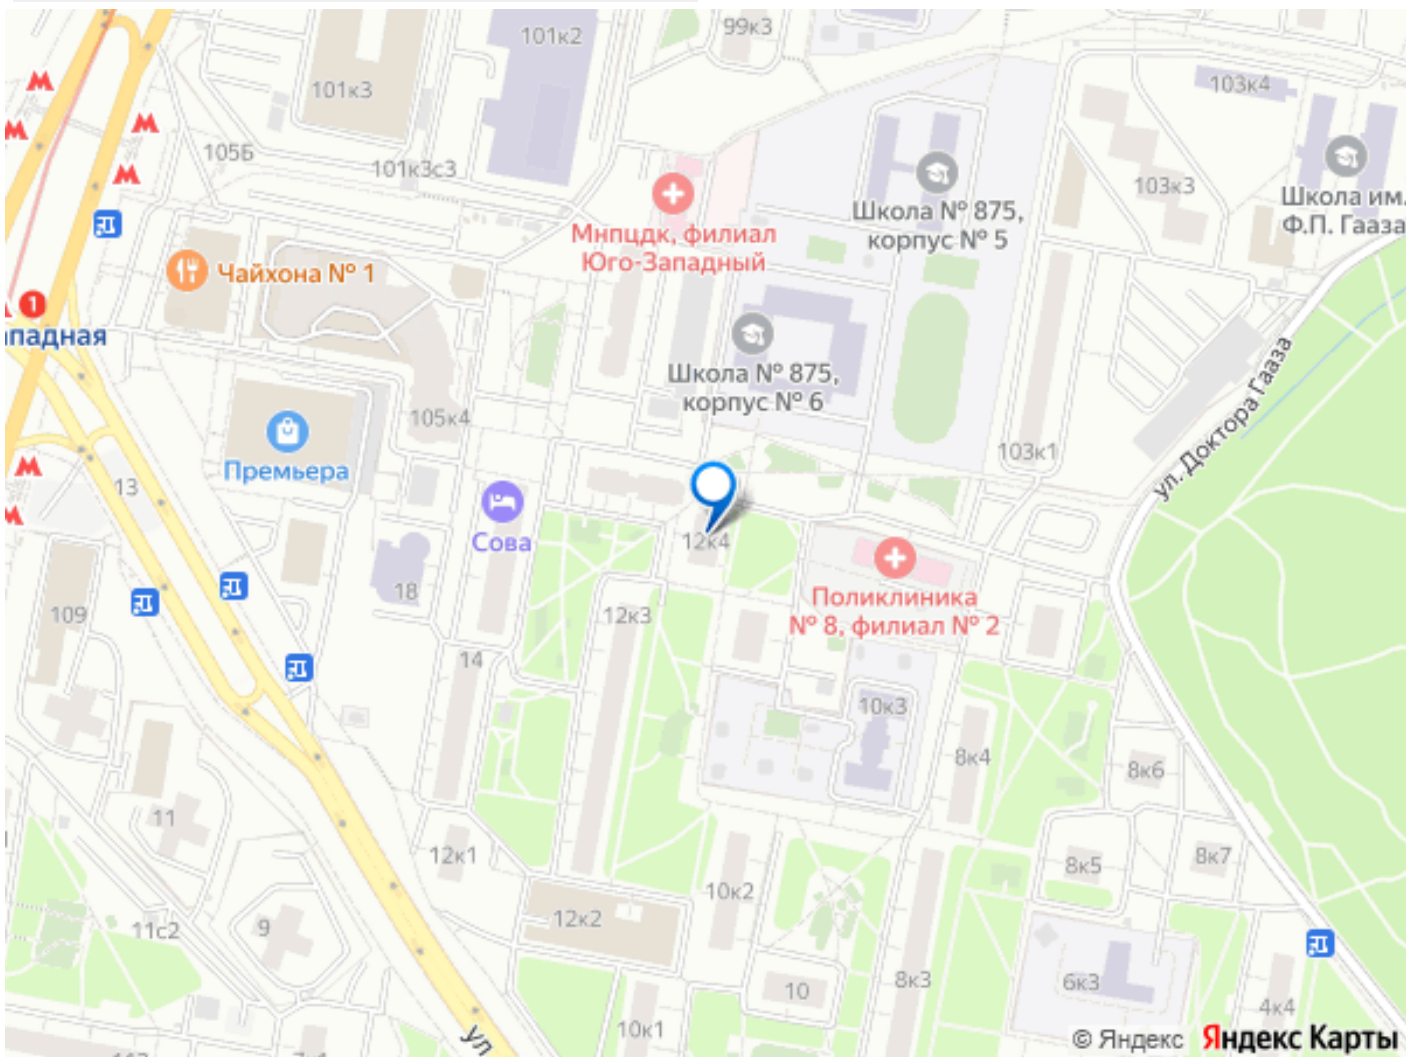 99к3
101к2
103к4
101к3
105Б
101к3с3
103к3
Школа им.
Ф.П. Гааза
Школа № 875,
корпус № 5
Мнпцдк, филиал
Юго-Западный
Чайхона № 1
1
ападная
Школа № 875,
корпус № 6
ул. Доктора Гааза
105к4
103к1
Премьера
13
Сова
12к4
18
109
Поликлиника
№ 8, филиал № 2
12к3
14
10к3
8к4
8к6
11
12к1
8к5
8к7
10к2
12к2
11с2
9
8к3
6к3
10
4к4
10к1
ул
© Яндекс Яндекс Карты